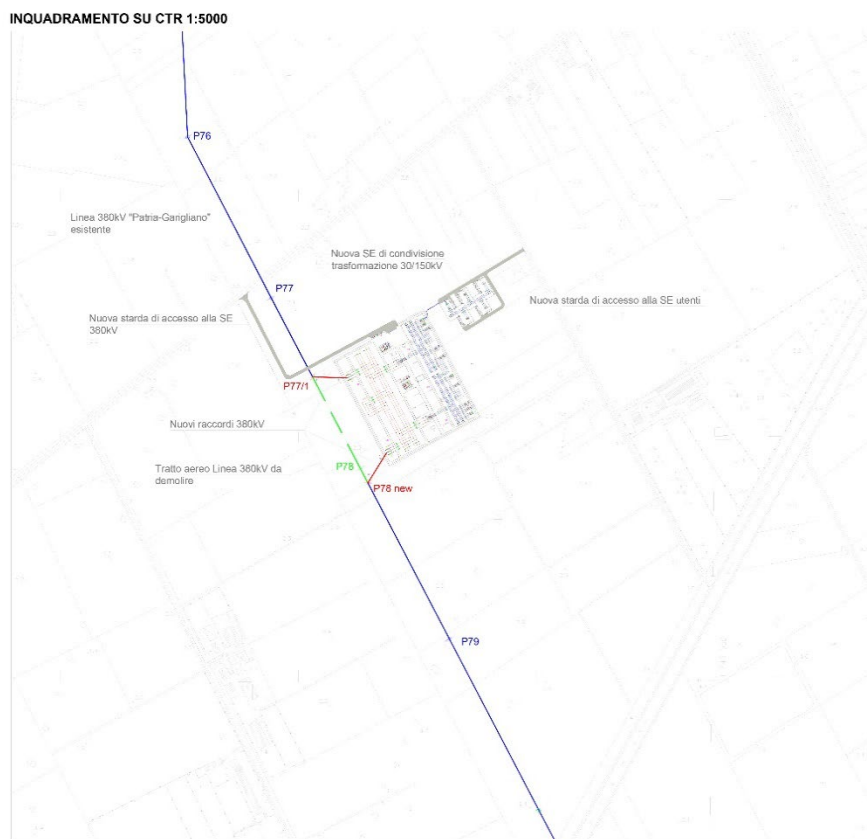 INQUADRAMENTO SU CTR 1:5000
P76
Linea 380kV "Patria-Garigliano"
esistente
Nuova SE di condivisione
trasformazione 30/150kV
P77
Nuova starda di accesso alla SE
380kV
Nuova starda di accesso alla SE utenti
P77/1
Nuovi raccordi 380kV
P78
Tratto aereo Linea 380kV da
demolire
P78 new
P79